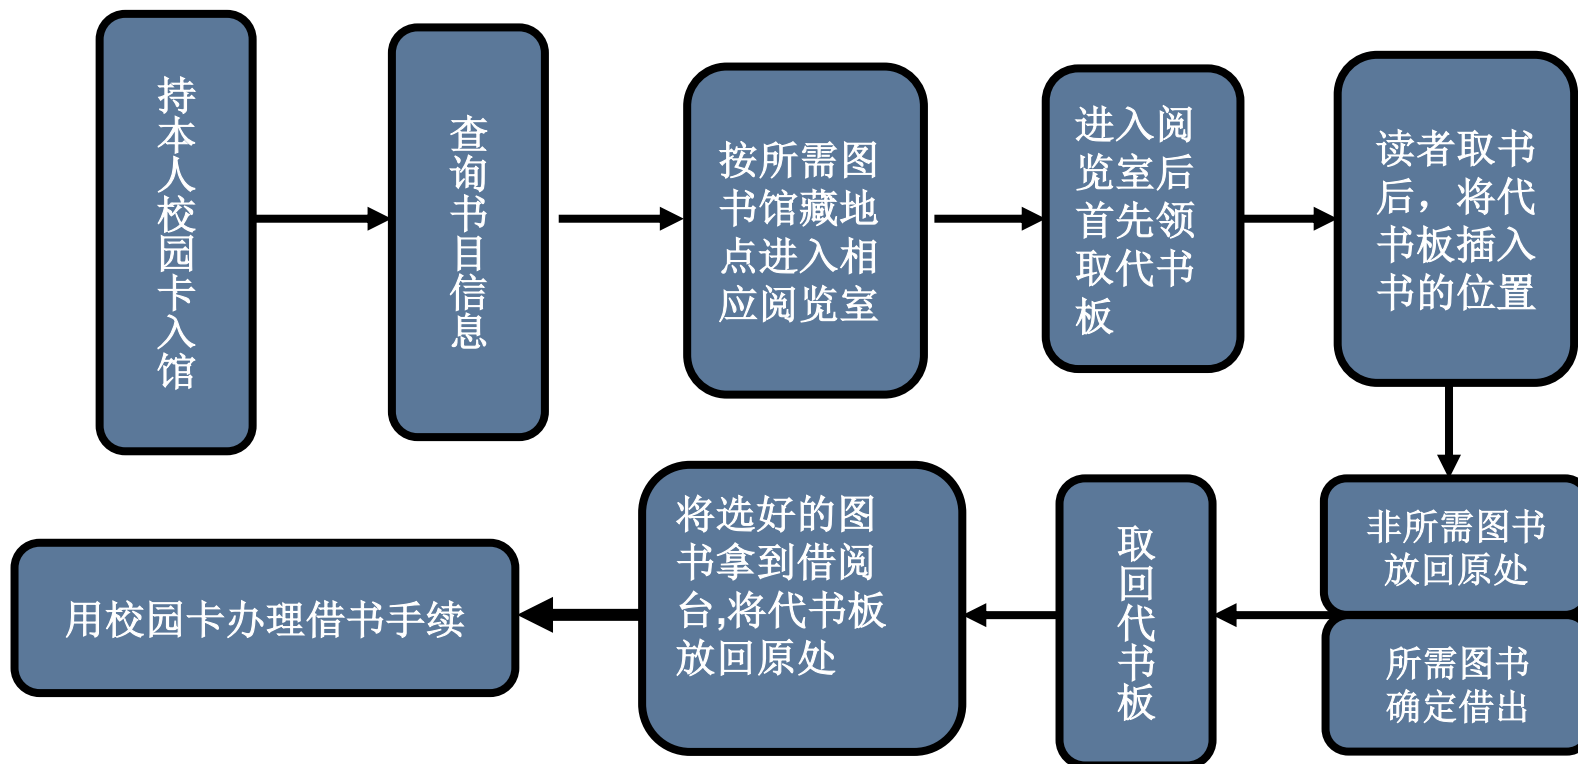 持本人校园卡入馆
查询书目信息
按所需图
书馆藏地
点进入相
应阅览室
进入阅
览室后
首先领
取代书
板
读者取书
后，将代
书板插入
书的位置
非所需图书
放回原处
所需图书
确定借出
取回代书板
将选好的图
书拿到借阅
台,将代书板
放回原处
用校园卡办理借书手续